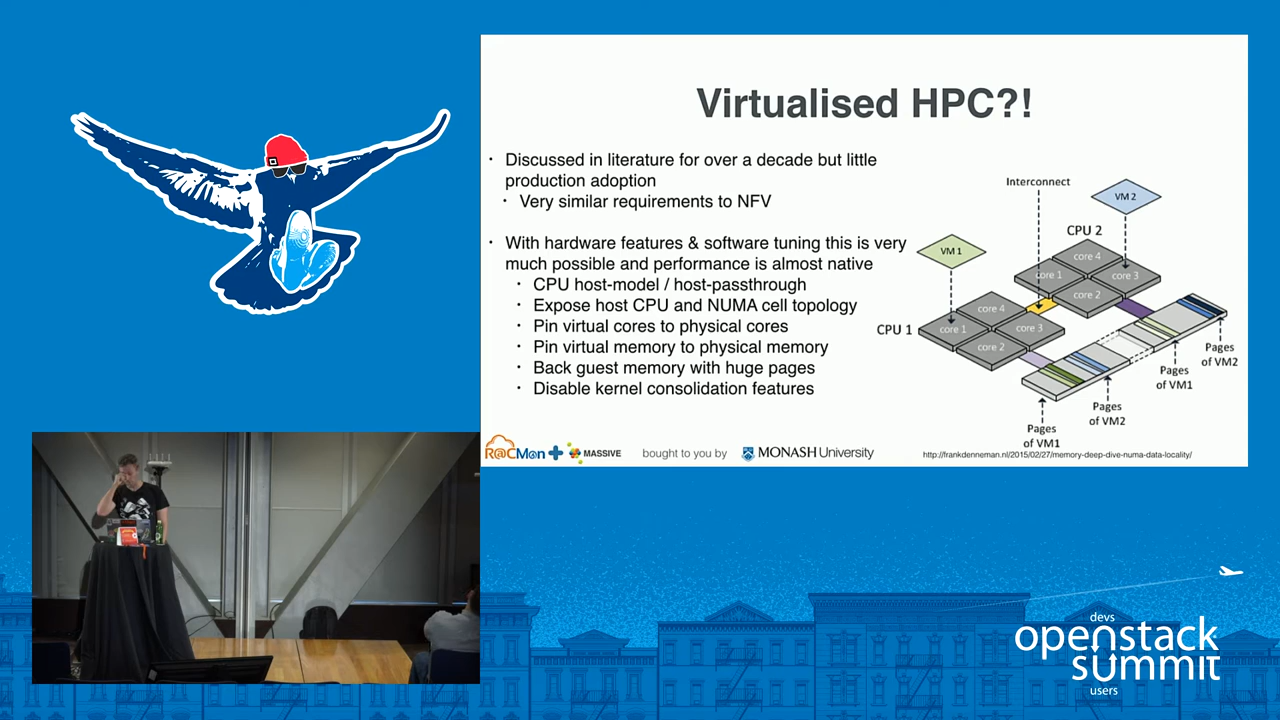 Virtualised HPC?!
• Discussed in literature for over a decade but little
production adoption
• Very similar requirements to NFV
• With hardware features & software tuning this is very
much possible and performance is almost native
• CPU host-model / host-passthrough
• Expose host CPU and NUMA cell topology
• Pin virtual cores to physical cores
• Pin virtual memory to physical memory
• Back guest memory with huge pages
• Disable kernel consolidation features
Interconnect
VM 2
CPU 2
VM 1
core 4
core 1
core 3
core 2
CPU 1
core 4
core 1
core 3
core 2
Pages
of VM2
Pages
of VM1
Pages
of VM2
Pages
of VM1
R@CMon
MASSIVE
brought to you by
MONASH University
http://frankdenneman.nl/2015/02/27/memory-deep-dive-numa-data-locality/
devs
openstack
summit
users